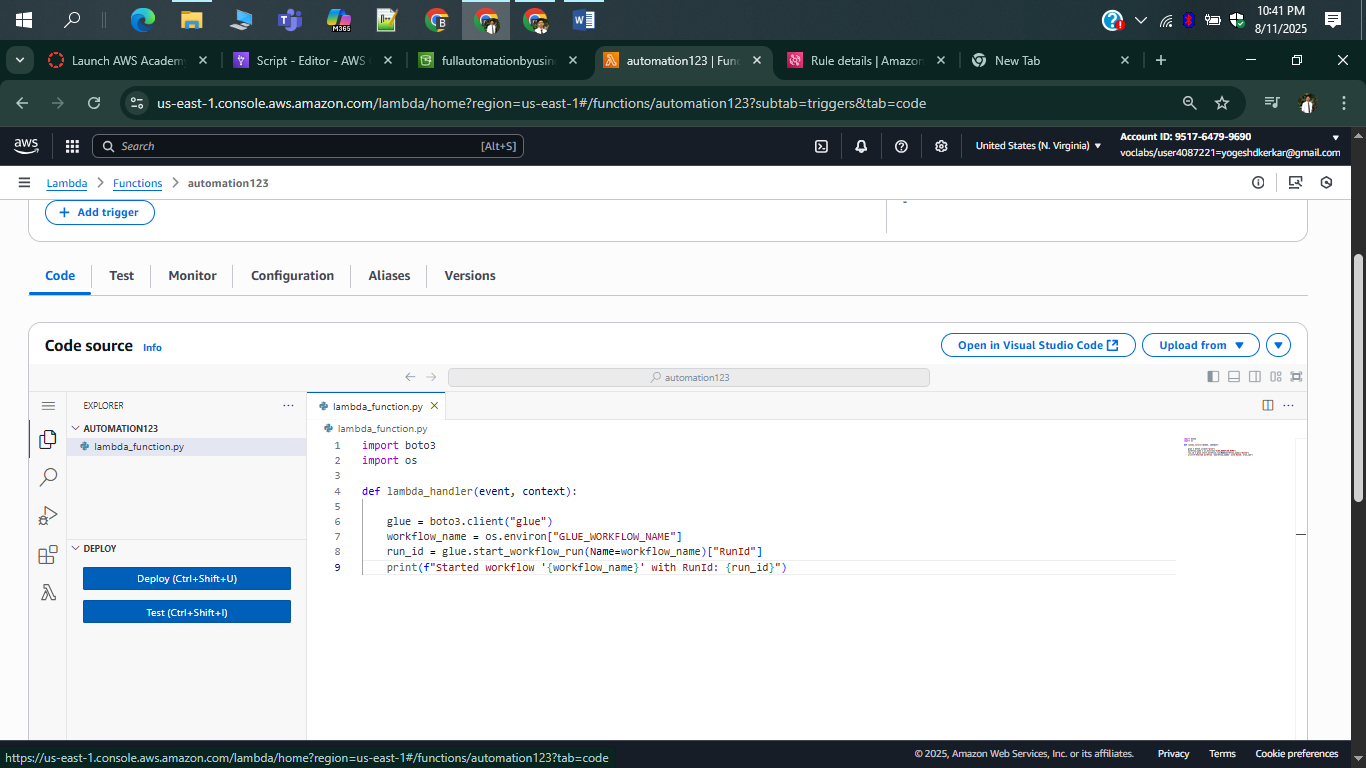 M365
10:41 PM
8/11/2025
Launch AWS Academy
Script - Editor - AWS
fullautomationbyusin
automation123 | Func
Rule details | Amazon
New Tab
us-east-1.console.aws.amazon.com/lambda/home?region=us-east-1#/functions/automation123?subtab=triggers&tab=code
aws
Search
[Alt+S]
United States (N. Virginia)
Account ID: 9517-6479-9690
voclabs/user4087221=yogeshdkerkar@gmail.com
Lambda
Functions
automation123
+ Add trigger
-
Code
Test
Monitor
Configuration
Aliases
Versions
Code source
Info
Open in Visual Studio Code
Upload from
automation123
EXPLORER
lambda_function.py
AUTOMATION123
lambda_function.py
lambda_function.py
1 import boto3
2 import os
3
4 def lambda_handler(event, context):
5
6 glue = boto3.client("glue")
7 workflow_name = os.environ["GLUE_WORKFLOW_NAME"]
8 run_id = glue.start_workflow_run(Name=workflow_name)["RunId"]
9 print(f"Started workflow '{workflow_name}' with RunId: {run_id}")
DEPLOY
Deploy (Ctrl+Shift+U)
Test (Ctrl+Shift+I)
https://us-east-1.console.aws.amazon.com/lambda/home?region=us-east-1#/functions/automation123?tab=code
© 2025, Amazon Web Services, Inc. or its affiliates.
Privacy
Terms
Cookie preferences